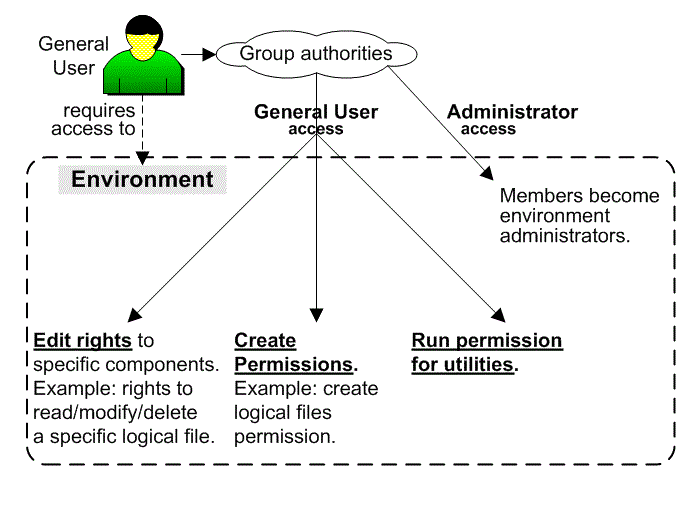 General
User
Group authorities
requires
access to
General User
access
Administrator
access
Environment
Members become
environment
administrators.
Edit rights to
specific components.
Example: rights to
read/modify/delete
a specific logical file.
Create
Permissions.
Example: create
logical files
permission.
Run permission
for utilities.